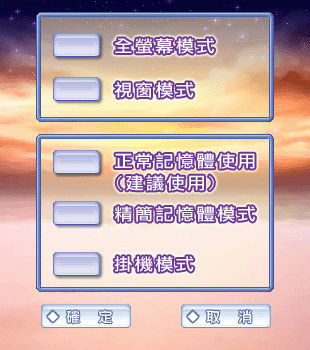 全螢幕模式
視窗模式
正常記憶體使用
(建議使用)
精簡記憶體模式
掛機模式
確 定
取 消